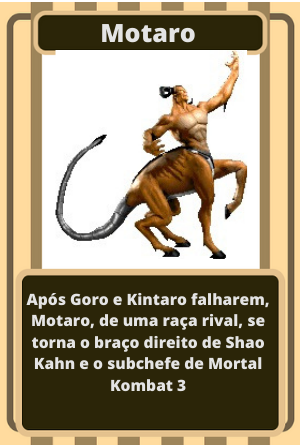 Motaro
Após Goro e Kintaro falharem,
Motaro, de uma raça rival, se
torna o braço direito de Shao
Kahn e o subchefe de Mortal
Kombat 3